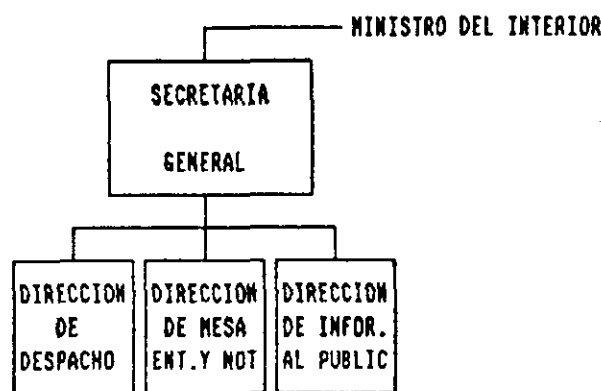 MINISTRO DEL INTERIOR
SECRETARIA
GENERAL
DIRECCION
DE
DESPACHO
DIRECCION
DE MESA
ENT.Y NOT
DIRECCION
DE INFOR.
AL PUBLIC